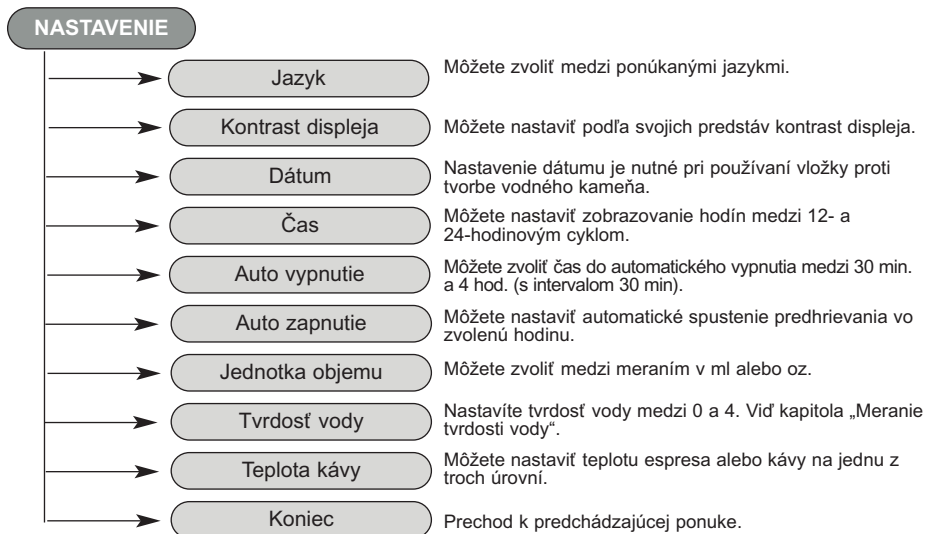 NASTAVENIE
Jazyk
Môžete zvoliť medzi ponúkanými jazykmi.
Kontrast displeja
Môžete nastaviť podľa svojich predstáv kontrast displeja.
Dátum
Nastavenie dátumu je nutné pri používaní vložky proti
tvorbe vodného kameňa.
Čas
Môžete nastaviť zobrazovanie hodín medzi 12- a
24-hodinovým cyklom.
Auto vypnutie
Môžete zvoliť čas do automatického vypnutia medzi 30 min.
a 4 hod. (s intervalom 30 min).
Auto zapnutie
Môžete nastaviť automatické spustenie predhrievania vo
zvolenú hodinu.
Jednotka objemu
Môžete zvoliť medzi meraním v ml alebo oz.
Tvrdosť vody
Nastavíte tvrdosť vody medzi 0 a 4. Viď kapitola „Meranie
tvrdosti vody“.
Teplota kávy
Môžete nastaviť teplotu espresa alebo kávy na jednu z
troch úrovní.
Koniec
Prechod k predchádzajúcej ponuke.